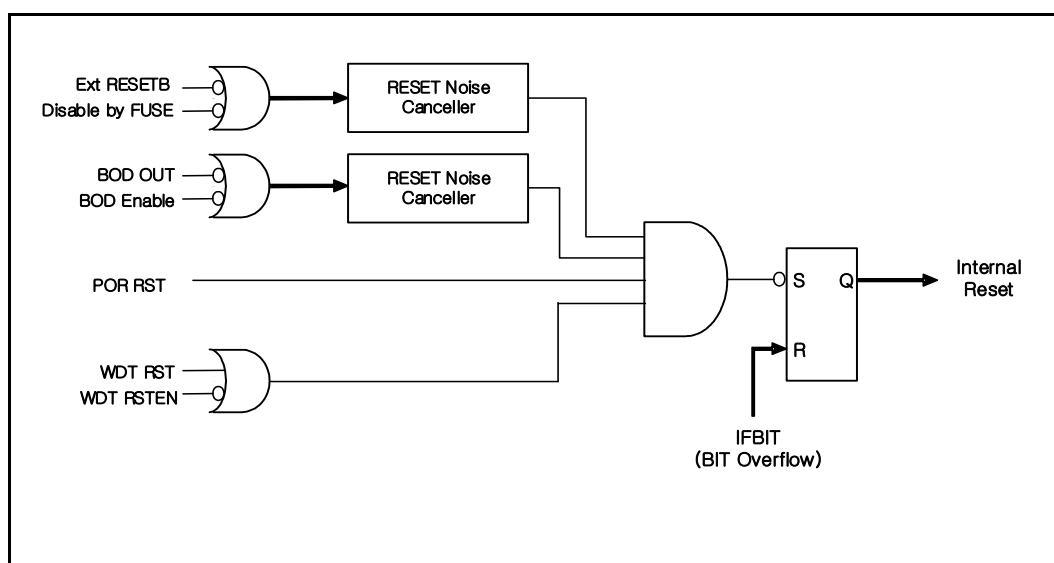 Ext RESETB
Disable by FUSE
RESET Noise
Canceller
BOD OUT
BOD Enable
RESET Noise
Canceller
POR RST
WDT RST
WDT RSTEN
S
Q
R
Internal
Reset
IFBIT
(BIT Overflow)